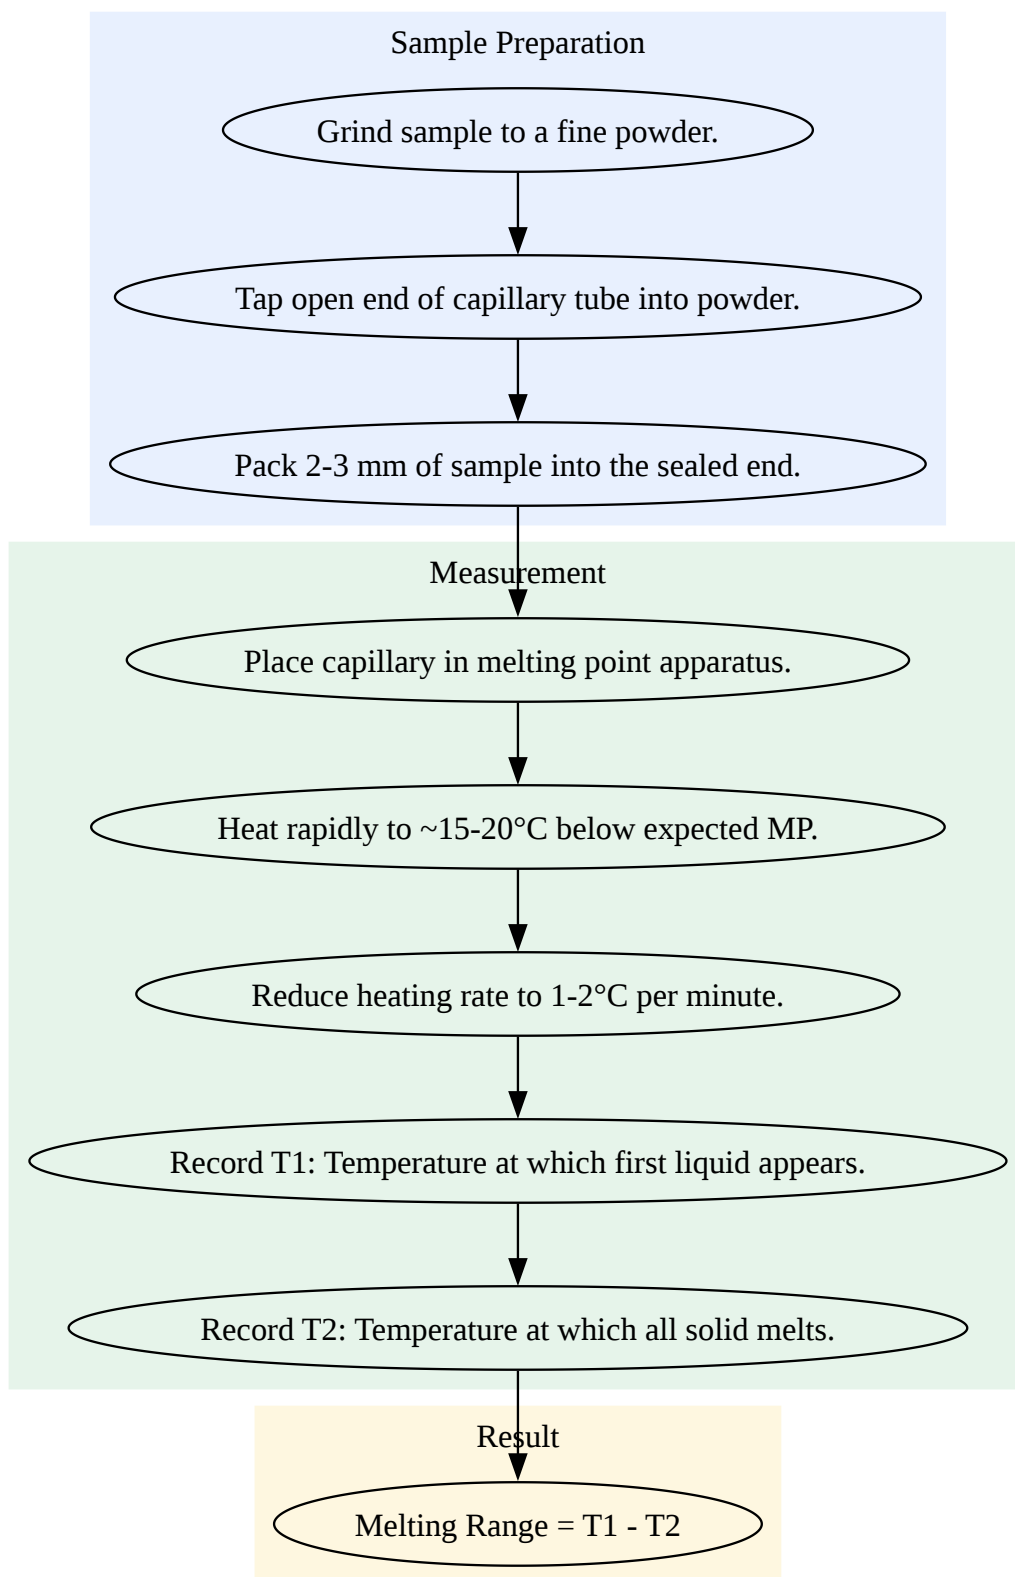 Sample Preparation
Grind sample to a fine powder.
Tap open end of capillary tube into powder.
Pack 2-3 mm of sample into the sealed end.
Measurement
Place capillary in melting point apparatus.
Heat rapidly to ~15-20°C below expected MP.
Reduce heating rate to 1-2°C per minute.
Record T1: Temperature at which first liquid appears.
Record T2: Temperature at which all solid melts.
Result
Melting Range = T1 - T2